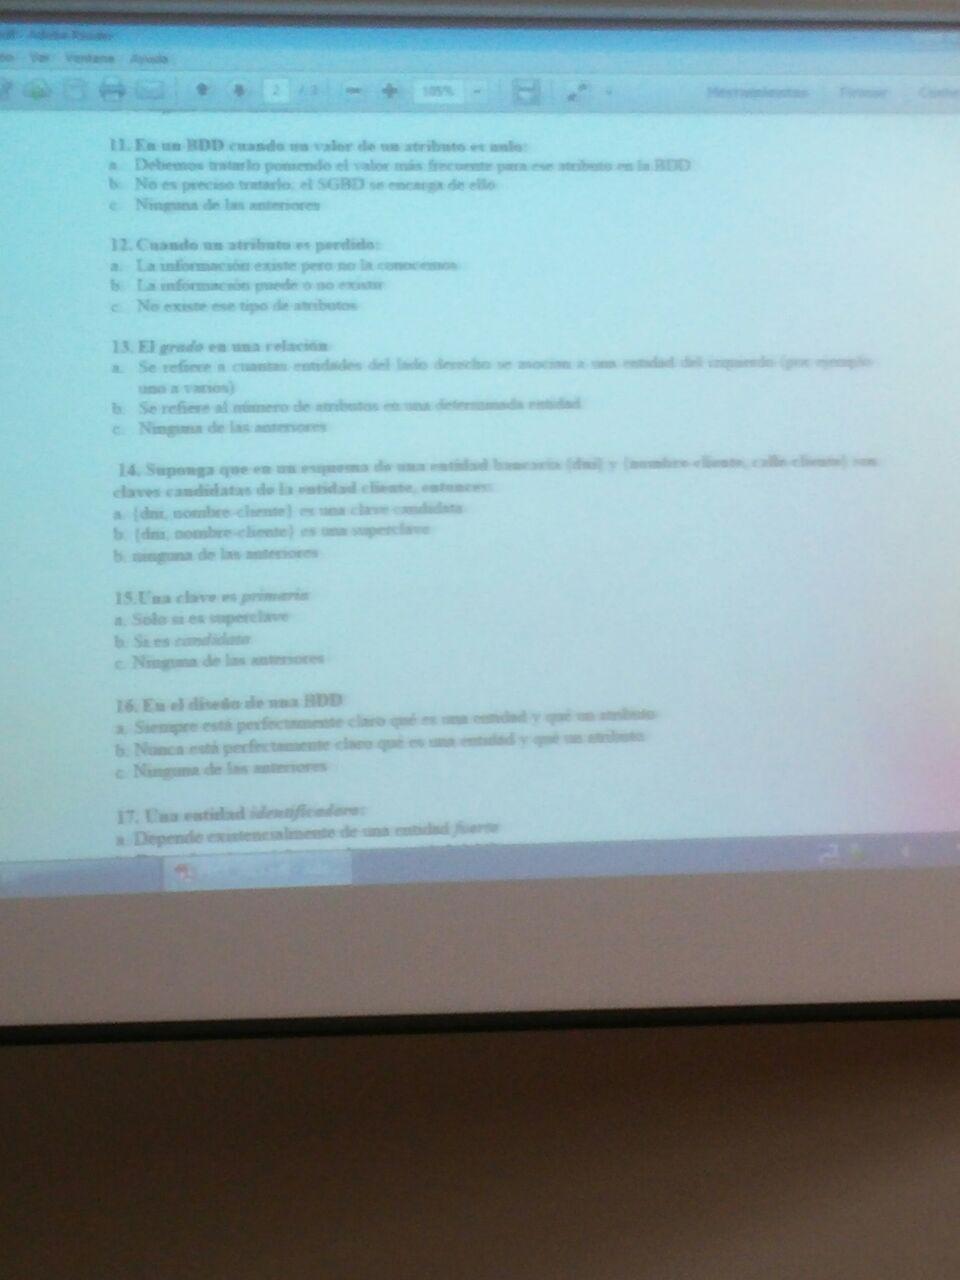 - Adobe Reader
Ver Ventana Ayuda
2 / 3 105% Herramientas Firmar
11. En un BDD cuando un valor de un atributo es nulo:
a. Debemos tratarlo poniendo el valor más frecuente para ese atributo en la BDD
b. No es preciso tratarlo, el SGBD se encarga de ello
c. Ninguna de las anteriores
12. Cuando un atributo es perdido:
a. La información existe pero no la conocemos
b. La información puede o no existir
c. No existe ese tipo de atributos
13. El grado en una relación
a. Se refiere a cuantas entidades del lado derecho se asocian a una entidad del izquierdo (por ejemplo
uno a varios)
b. Se refiere al número de atributos en una determinada entidad
c. Ninguna de las anteriores
14. Suponga que en un esquema de una entidad bancaria {dni} y {nombre-cliente, calle-cliente} son
claves candidatas de la entidad cliente, entonces:
a. {dni, nombre-cliente} es una clave candidata
b. {dni, nombre-cliente} es una superclave
b. ninguna de las anteriores
15.Una clave es primaria
a. Solo si es superclave
b. Si es candidata
c. Ninguna de las anteriores
16. En el diseño de una BDD
a. Siempre está perfectamente claro qué es una entidad y qué un atributo
b. Nunca está perfectamente claro qué es una entidad y qué un atributo
c. Ninguna de las anteriores
17. Una entidad identificadora:
a. Depende existencialmente de una entidad fuerte